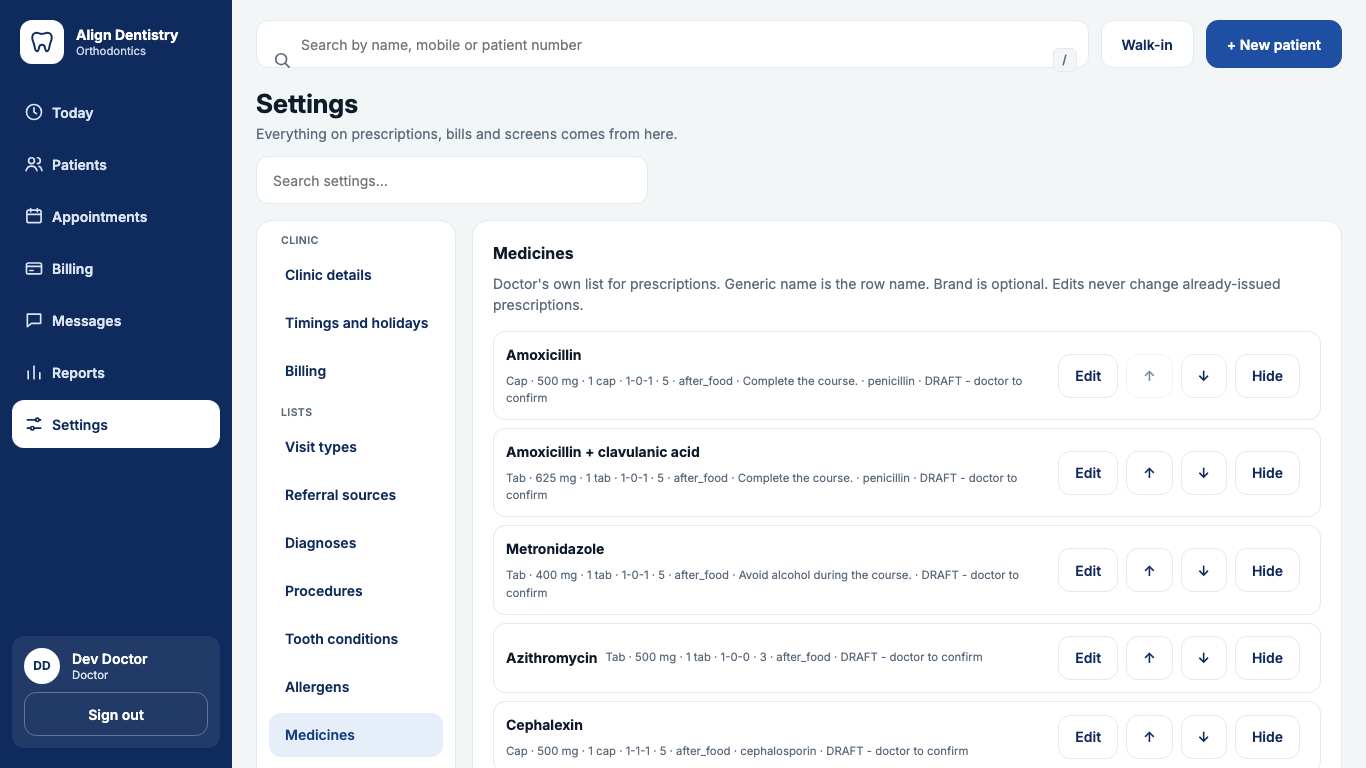 Align Dentistry
Orthodontics
Today
Patients
Appointments
Billing
Messages
Reports
Settings
DD
Dev Doctor
Doctor
Sign out
Search by name, mobile or patient number
/
Walk-in
+ New patient
Settings
Everything on prescriptions, bills and screens comes from here.
Search settings...
CLINIC
Clinic details
Timings and holidays
Billing
LISTS
Visit types
Referral sources
Diagnoses
Procedures
Tooth conditions
Allergens
Medicines
Medicines
Doctor's own list for prescriptions. Generic name is the row name. Brand is optional. Edits never change already-issued
prescriptions.
Amoxicillin
Cap · 500 mg · 1 cap · 1-0-1 · 5 · after_food · Complete the course. · penicillin · DRAFT - doctor to
confirm
Edit ↑ ↓ Hide
Amoxicillin + clavulanic acid
Tab · 625 mg · 1 tab · 1-0-1 · 5 · after_food · Complete the course. · penicillin · DRAFT - doctor to
confirm
Edit ↑ ↓ Hide
Metronidazole
Tab · 400 mg · 1 tab · 1-0-1 · 5 · after_food · Avoid alcohol during the course. · DRAFT - doctor to
confirm
Edit ↑ ↓ Hide
Azithromycin Tab · 500 mg · 1 tab · 1-0-0 · 3 · after_food · DRAFT - doctor to confirm
Edit ↑ ↓ Hide
Cephalexin
Cap · 500 mg · 1 cap · 1-1-1 · 5 · after_food · cephalosporin · DRAFT - doctor to confirm
Edit ↑ ↓ Hide